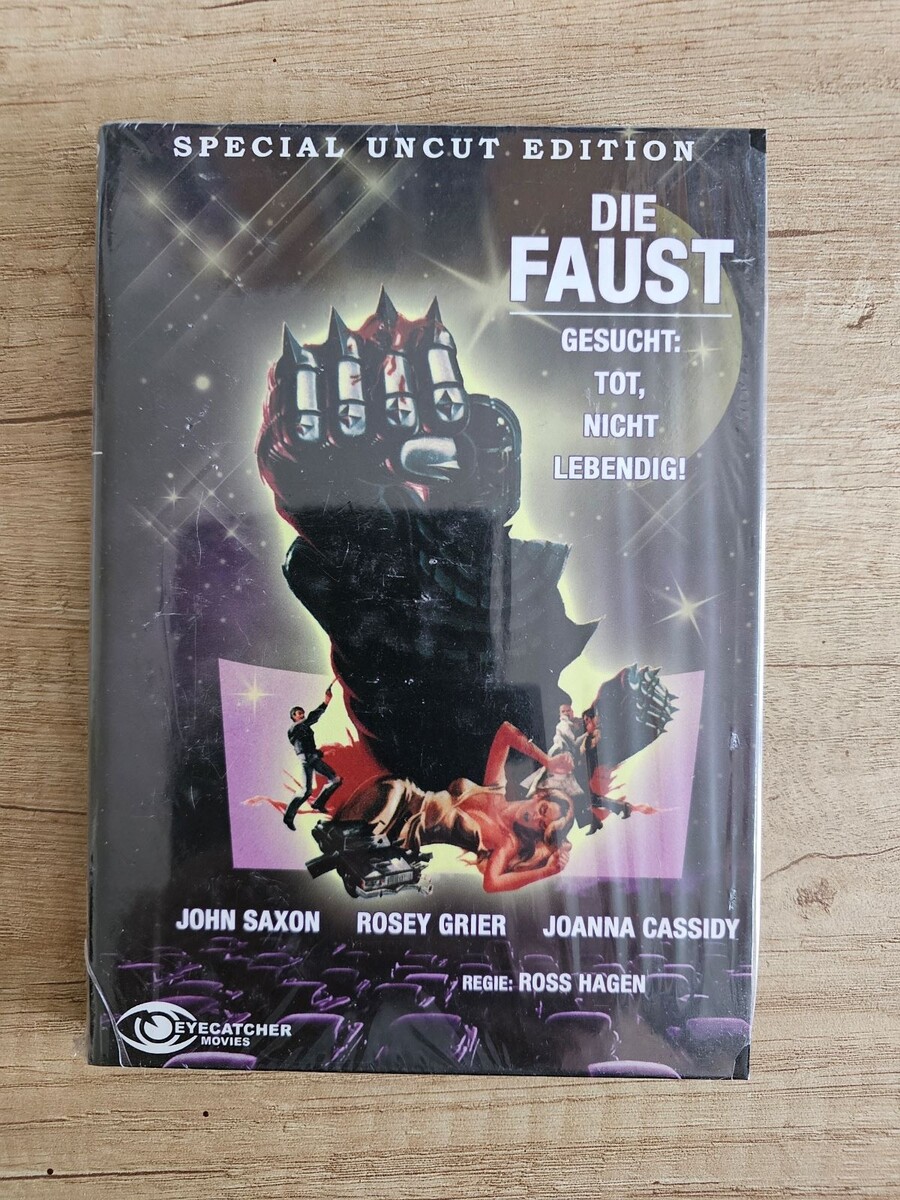 SPECIAL UNCUT EDITION
DIE
FAUST
GESUCHT:
TOT,
NICHT
LEBENDIG!
JOHN SAXON ROSEY GRIER JOANNA CASSIDY
REGIE: ROSS HAGEN
EYECATCHER
MOVIES